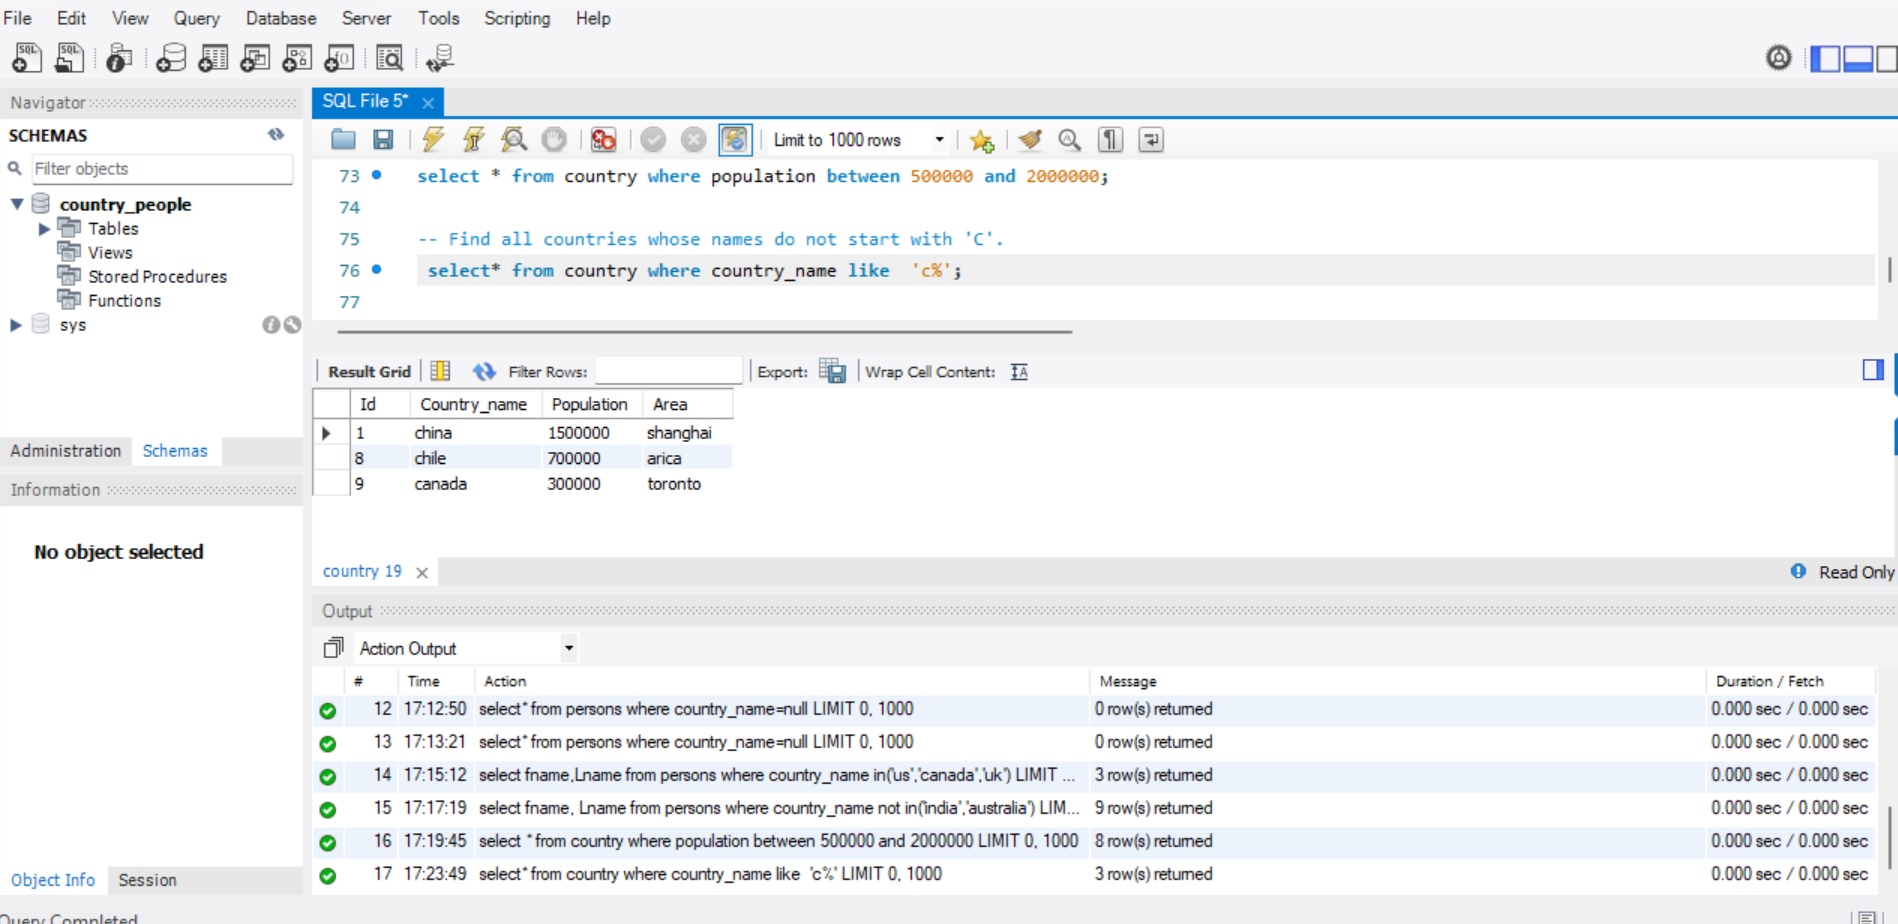 File Edit View Query Database Server Tools Scripting Help
Navigator
SCHEMAS
Filter objects
country_people
Tables
Views
Stored Procedures
Functions
sys
Administration Schemas
Information
No object selected
Object Info Session
SQL File 5*
Limit to 1000 rows
73 select * from country where population between 500000 and 2000000;
74
75 -- Find all countries whose names do not start with 'C'.
76 select* from country where country_name like 'c%';
77
Result Grid Filter Rows: Export: Wrap Cell Content:
Id Country_name Population Area
1 china 1500000 shanghai
8 chile 700000 arica
9 canada 300000 toronto
country 19 Read Only
Output
Action Output
# Time Action Message Duration / Fetch
12 17:12:50 select* from persons where country_name=null LIMIT 0, 1000 0 row(s) returned 0.000 sec / 0.000 sec
13 17:13:21 select* from persons where country_name=null LIMIT 0, 1000 0 row(s) returned 0.000 sec / 0.000 sec
14 17:15:12 select fname,Lname from persons where country_name in('us','canada','uk') LIMIT ... 3 row(s) returned 0.000 sec / 0.000 sec
15 17:17:19 select fname, Lname from persons where country_name not in('india','australia') LIM... 9 row(s) returned 0.000 sec / 0.000 sec
16 17:19:45 select * from country where population between 500000 and 2000000 LIMIT 0, 1000 8 row(s) returned 0.000 sec / 0.000 sec
17 17:23:49 select* from country where country_name like 'c%' LIMIT 0, 1000 3 row(s) returned 0.000 sec / 0.000 sec
Query Completed